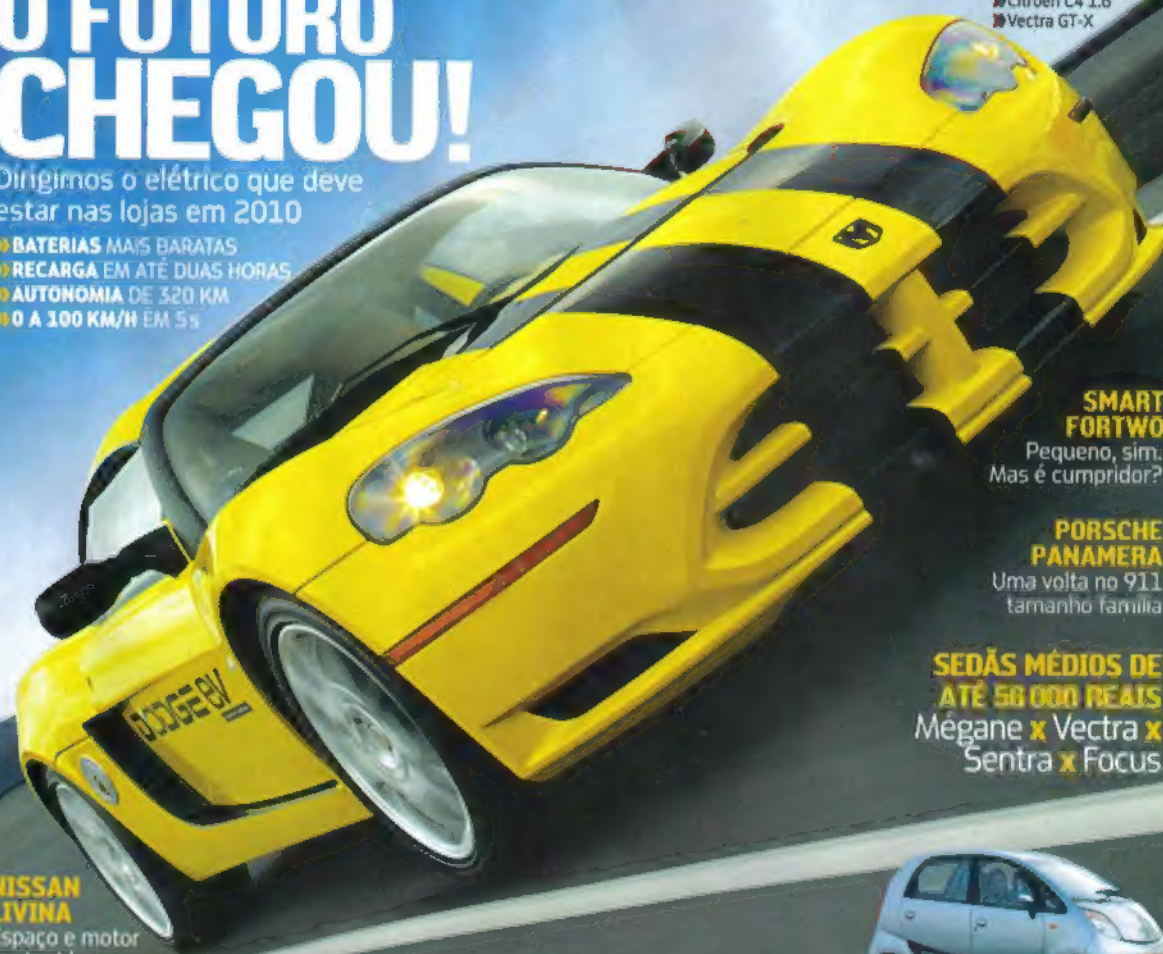 O FUTURO
CHEGOU!
Dirigimos o elétrico que deve
estar nas lojas em 2010
» BATERIAS MAIS BARATAS
» RECARGA EM ATÉ DUAS HORAS
» AUTONOMIA DE 320 KM
» 0 A 100 KM/H EM 5s
» Citroën C4 1.6
» Vectra GT-X
SMART
FORTWO
Pequeno, sim.
Mas é cumpridor?
PORSCHE
PANAMERA
Uma volta no 911
tamanho família
SEDÃS MÉDIOS DE
ATÉ 56 000 REAIS
Mégane x Vectra x
Sentra x Focus
DODGE EV
NISSAN
LIVINA
Espaço e motor